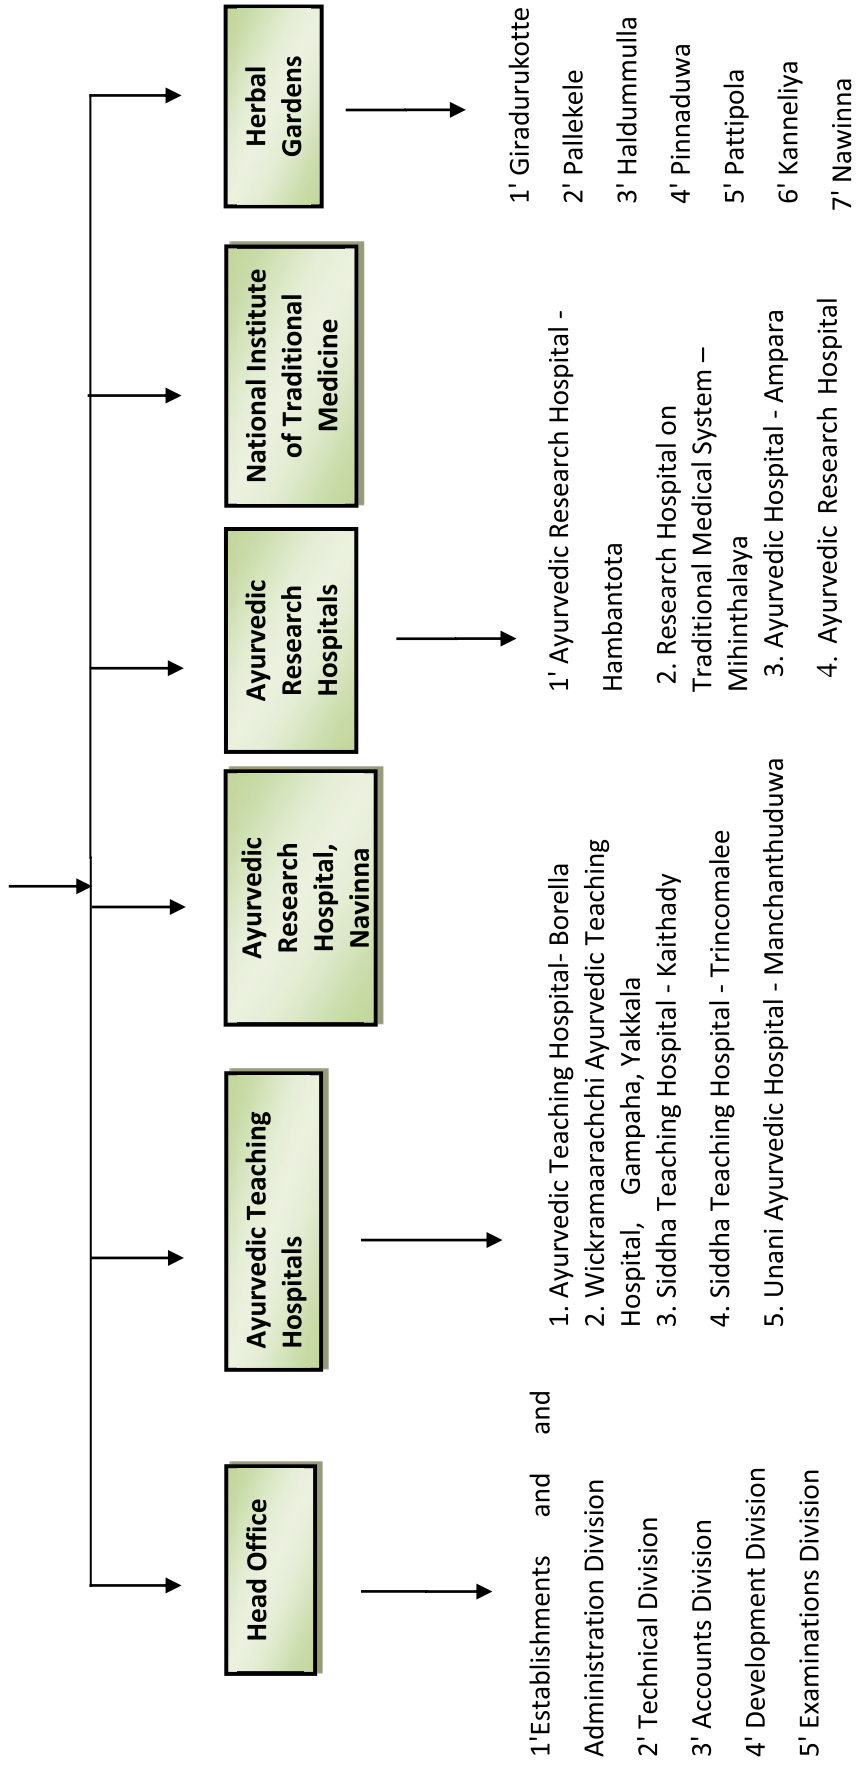 Head Office
1'Establishments and and
Administration Division
2' Technical Division
3' Accounts Division
4' Development Division
5' Examinations Division
Ayurvedic Teaching
Hospitals
1. Ayurvedic Teaching Hospital- Borella
2. Wickramaarachchi Ayurvedic Teaching
Hospital, Gampaha, Yakkala
3. Siddha Teaching Hospital - Kaithady
4. Siddha Teaching Hospital - Trincomalee
5. Unani Ayurvedic Hospital - Manchanthuduwa
Ayurvedic
Research
Hospital,
Navinna
Ayurvedic
Research
Hospitals
1' Ayurvedic Research Hospital -
Hambantota
2. Research Hospital on
Traditional Medical System –
Mihinthalaya
3. Ayurvedic Hospital - Ampara
4. Ayurvedic Research Hospital
National Institute
of Traditional
Medicine
Herbal
Gardens
1' Giradurukotte
2' Pallekele
3' Haldummulla
4' Pinnaduwa
5' Pattipola
6' Kanneliya
7' Nawinna